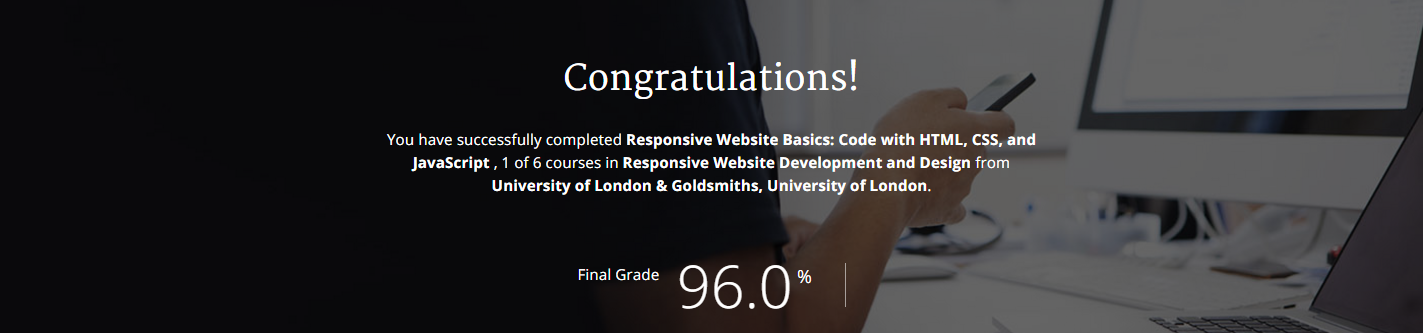 Congratulations!
You have successfully completed Responsive Website Basics: Code with HTML, CSS, and
JavaScript , 1 of 6 courses in Responsive Website Development and Design from
University of London & Goldsmiths, University of London.
Final Grade 96.0 %